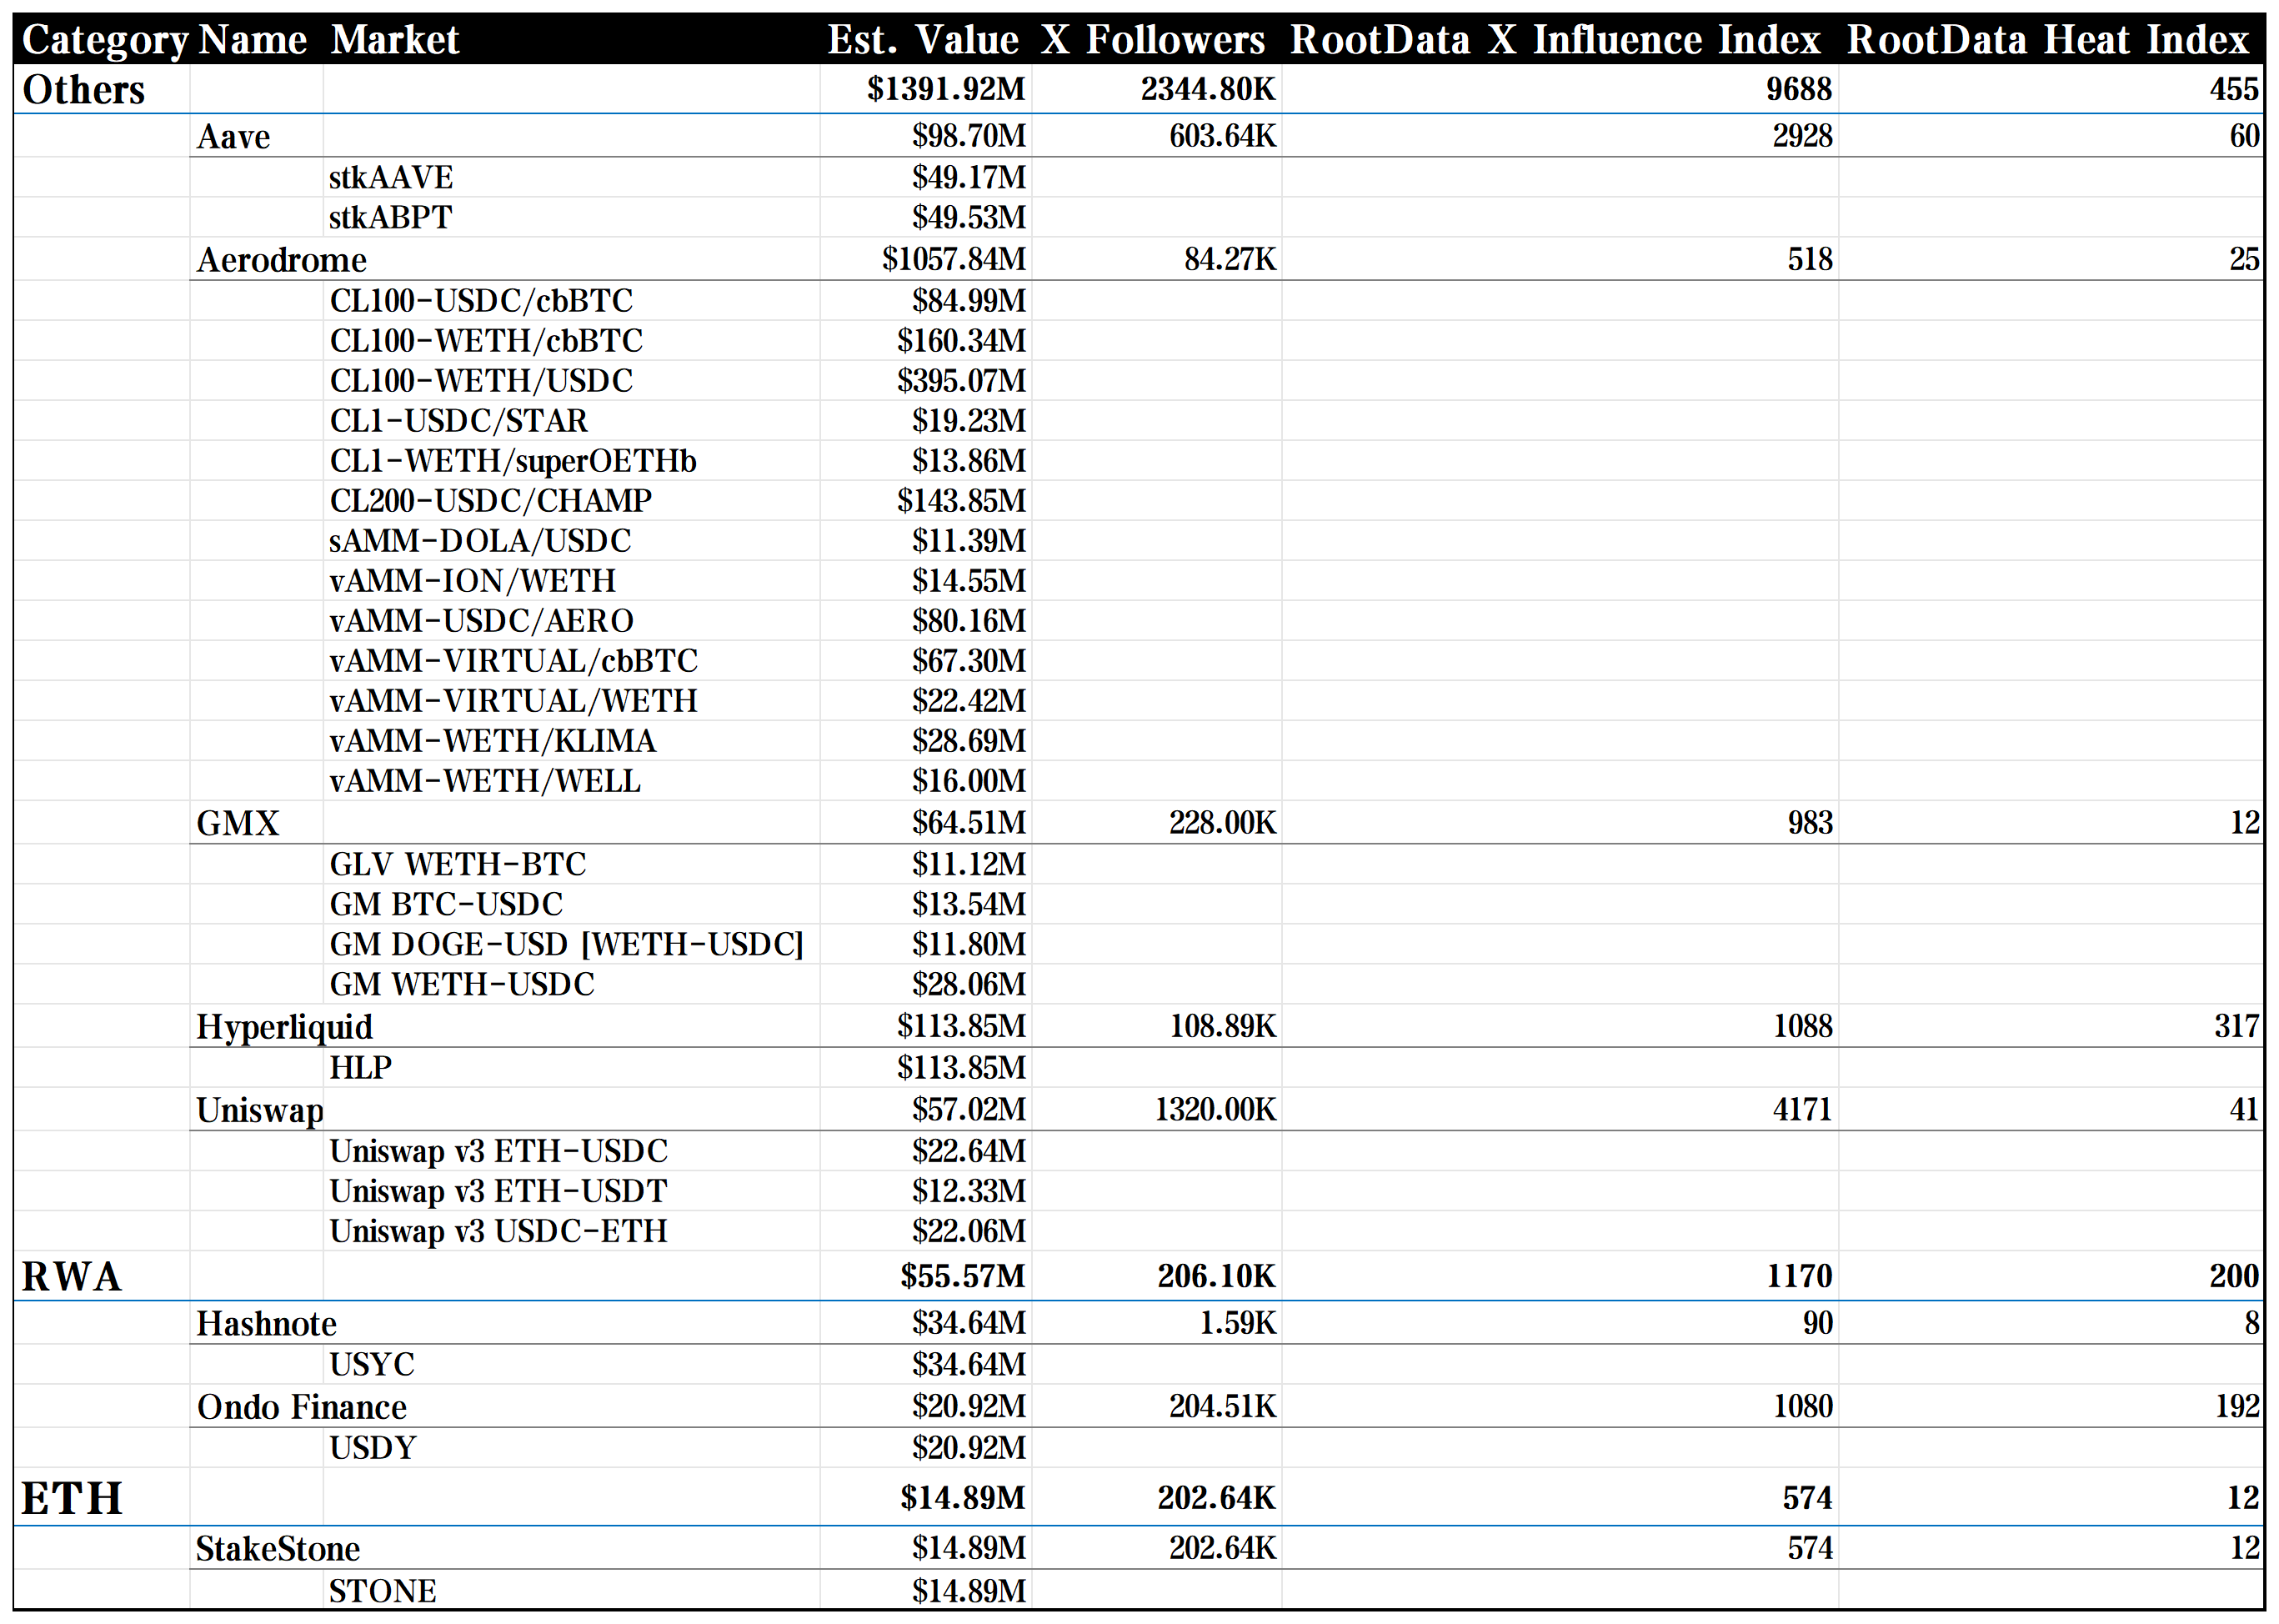 Category Name Market Est. Value X Followers RootData X Influence Index RootData Heat Index
Others $1391.92M 2344.80K 9688 455
Aave $98.70M 603.64K 2928 60
stkAAVE $49.17M
stkABPT $49.53M
Aerodrome $1057.84M 84.27K 518 25
CL100-USDC/cbBTC $84.99M
CL100-WETH/cbBTC $160.34M
CL100-WETH/USDC $395.07M
CL1-USDC/STAR $19.23M
CL1-WETH/superOETHb $13.86M
CL200-USDC/CHAMP $143.85M
sAMM-DOLA/USDC $11.39M
vAMM-ION/WETH $14.55M
vAMM-USDC/AERO $80.16M
vAMM-VIRTUAL/cbBTC $67.30M
vAMM-VIRTUAL/WETH $22.42M
vAMM-WETH/KLIMA $28.69M
vAMM-WETH/WELL $16.00M
GMX $64.51M 228.00K 983 12
GLV WETH-BTC $11.12M
GM BTC-USDC $13.54M
GM DOGE-USD [WETH-USDC] $11.80M
GM WETH-USDC $28.06M
Hyperliquid $113.85M 108.89K 1088 317
HLP $113.85M
Uniswap $57.02M 1320.00K 4171 41
Uniswap v3 ETH-USDC $22.64M
Uniswap v3 ETH-USDT $12.33M
Uniswap v3 USDC-ETH $22.06M
RWA $55.57M 206.10K 1170 200
Hashnote $34.64M 1.59K 90 8
USYC $34.64M
Ondo Finance $20.92M 204.51K 1080 192
USDY $20.92M
ETH $14.89M 202.64K 574 12
StakeStone $14.89M 202.64K 574 12
STONE $14.89M